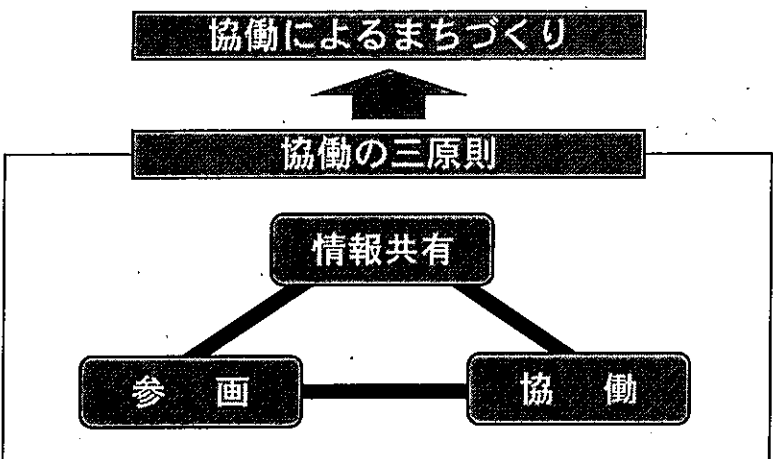 協働によるまちづくり
協働の三原則
情報共有
参　画
協　働